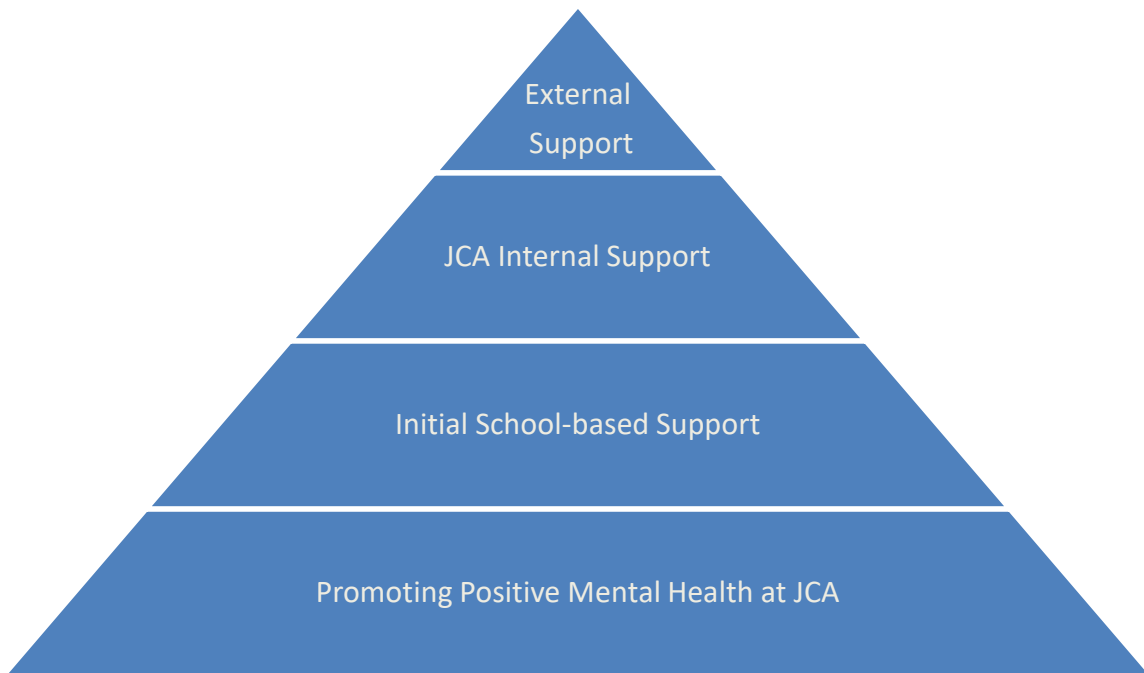 External
Support
JCA Internal Support
Initial School-based Support
Promoting Positive Mental Health at JCA